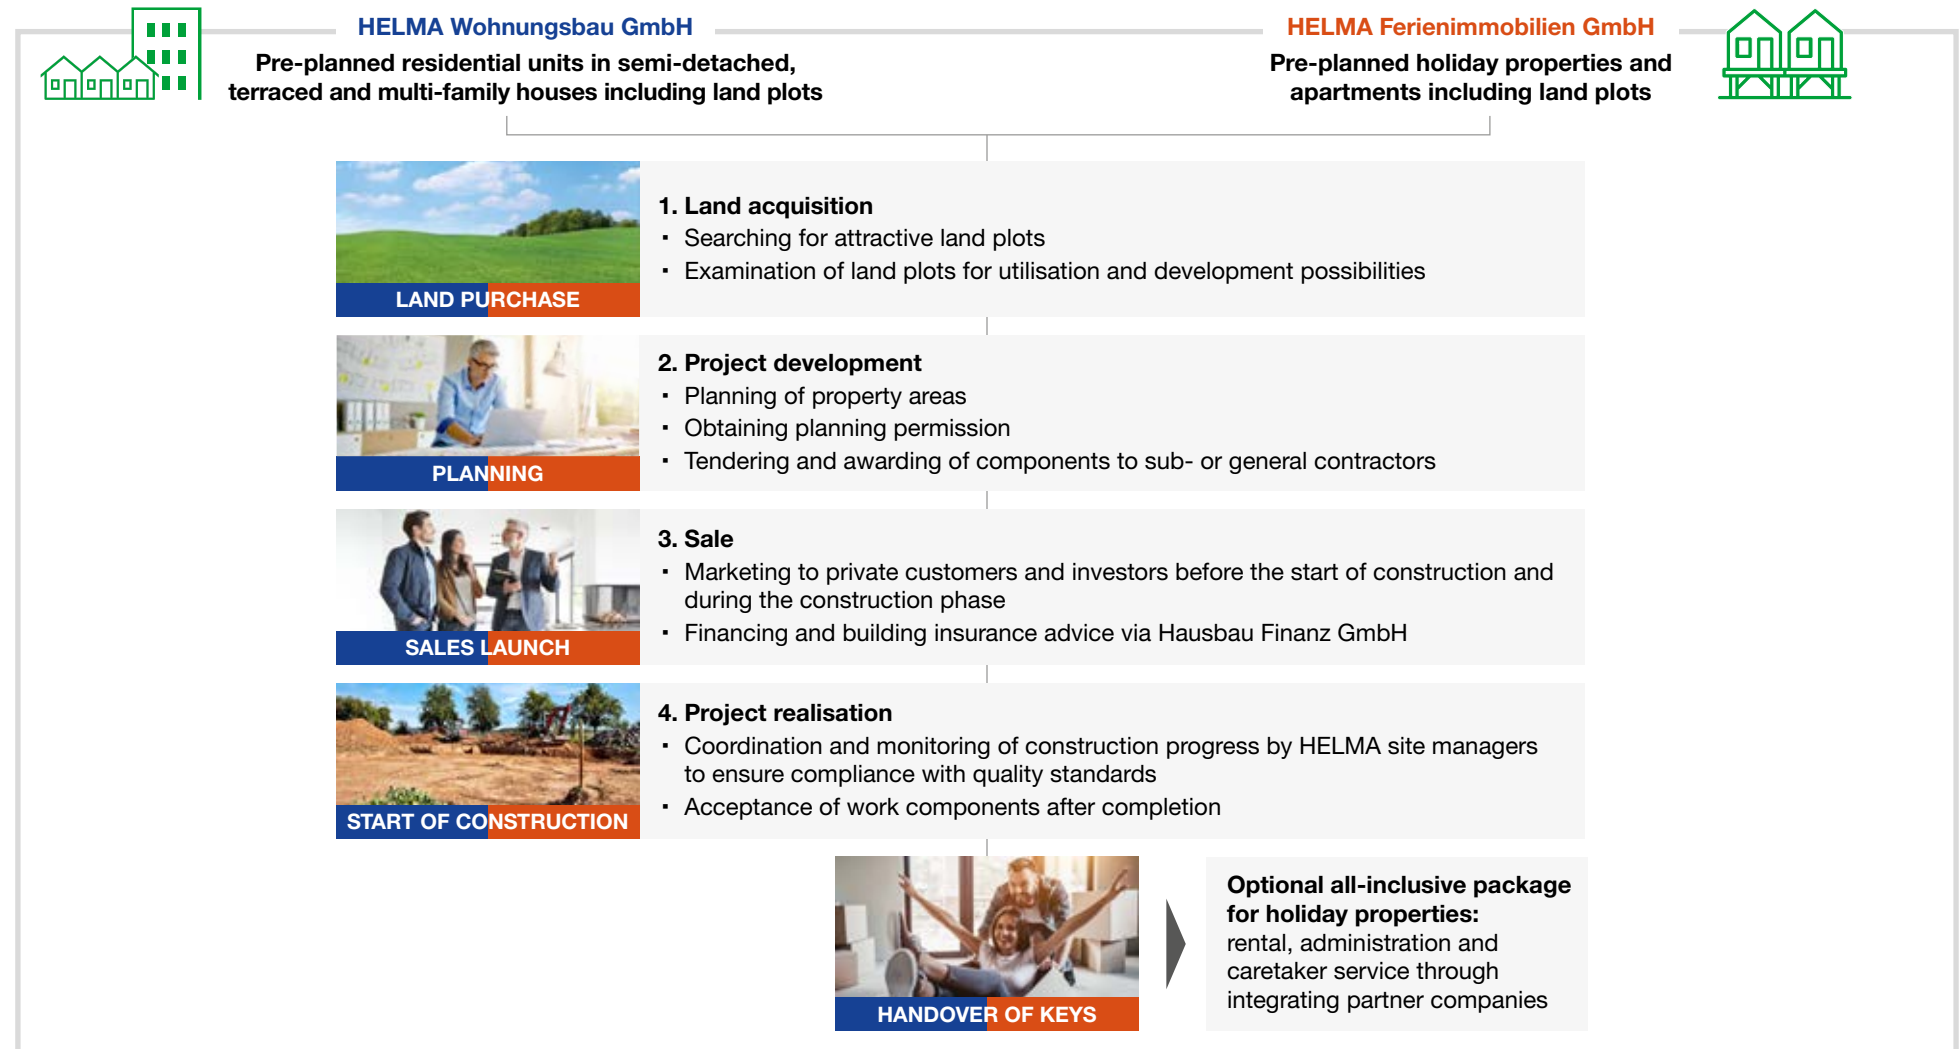 HELMA Wohnungsbau GmbH
Pre-planned residential units in semi-detached,
terraced and multi-family houses including land plots
HELMA Ferienimmobilien GmbH
Pre-planned holiday properties and
apartments including land plots
LAND PURCHASE
1. Land acquisition
▪ Searching for attractive land plots
▪ Examination of land plots for utilisation and development possibilities
PLANNING
2. Project development
▪ Planning of property areas
▪ Obtaining planning permission
▪ Tendering and awarding of components to sub- or general contractors
SALES LAUNCH
3. Sale
▪ Marketing to private customers and investors before the start of construction and
during the construction phase
▪ Financing and building insurance advice via Hausbau Finanz GmbH
START OF CONSTRUCTION
4. Project realisation
▪ Coordination and monitoring of construction progress by HELMA site managers
to ensure compliance with quality standards
▪ Acceptance of work components after completion
HANDOVER OF KEYS
Optional all-inclusive package
for holiday properties:
rental, administration and
caretaker service through
integrating partner companies